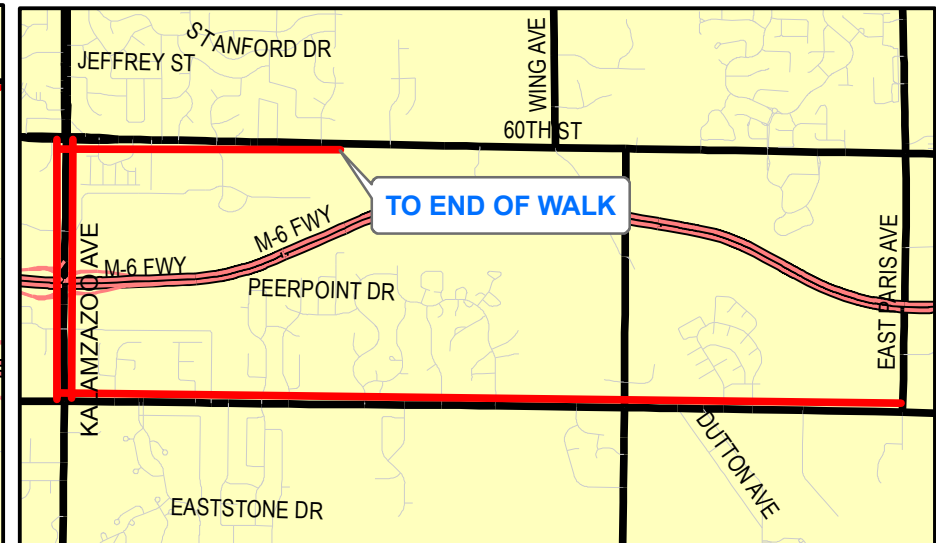 STANFORD DR
JEFFREY ST
WING AVE
60TH ST
TO END OF WALK
M-6 FWY
M-6 FWY
PEERPOINT DR
KALAMZAZOO AVE
EAST PARIS AVE
DUTTON AVE
EASTSTONE DR